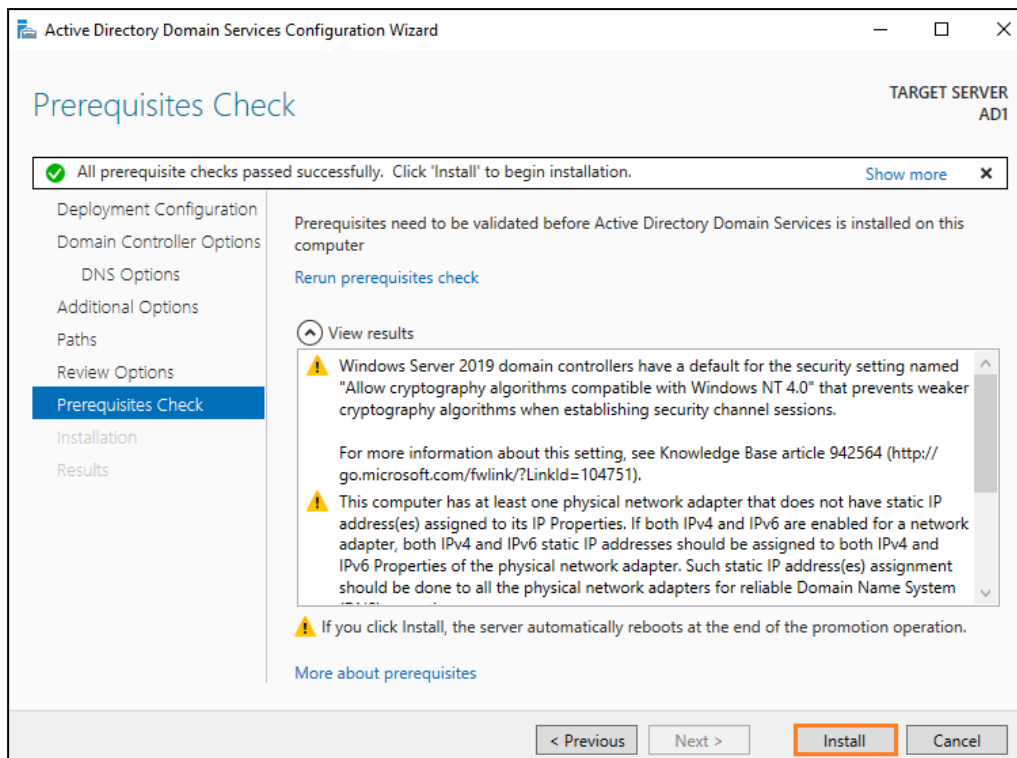 Active Directory Domain Services Configuration Wizard
Prerequisites Check
TARGET SERVER
AD1
All prerequisite checks passed successfully. Click 'Install' to begin installation.
Show more
Deployment Configuration
Domain Controller Options
DNS Options
Additional Options
Paths
Review Options
Prerequisites Check
Installation
Results
Prerequisites need to be validated before Active Directory Domain Services is installed on this
computer
Rerun prerequisites check
View results
Windows Server 2019 domain controllers have a default for the security setting named
"Allow cryptography algorithms compatible with Windows NT 4.0" that prevents weaker
cryptography algorithms when establishing security channel sessions.
For more information about this setting, see Knowledge Base article 942564 (http://
go.microsoft.com/fwlink/?LinkId=104751).
This computer has at least one physical network adapter that does not have static IP
address(es) assigned to its IP Properties. If both IPv4 and IPv6 are enabled for a network
adapter, both IPv4 and IPv6 static IP addresses should be assigned to both IPv4 and
IPv6 Properties of the physical network adapter. Such static IP address(es) assignment
should be done to all the physical network adapters for reliable Domain Name System
If you click Install, the server automatically reboots at the end of the promotion operation.
More about prerequisites
< Previous
Next >
Install
Cancel